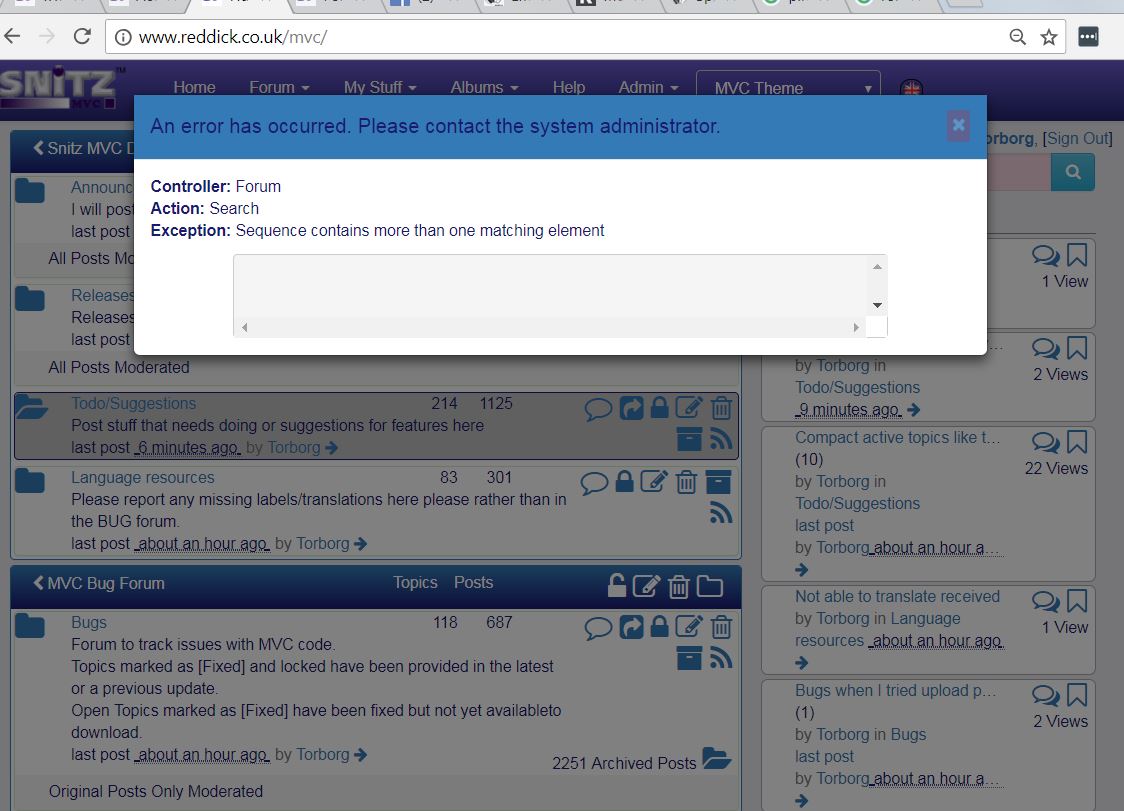 www.reddick.co.uk/mvc/
SNiTZ™
MVC
Home Forum My Stuff Albums Help Admin MVC Theme
An error has occurred. Please contact the system administrator.
Controller: Forum
Action: Search
Exception: Sequence contains more than one matching element
Torborg, [Sign Out]
Snitz MVC D
Announc
I will post
last post
All Posts Mo
Releases
Releases
last post
All Posts Moderated
Todo/Suggestions 214 1125
Post stuff that needs doing or suggestions for features here
last post 6 minutes ago by Torborg
Language resources 83 301
Please report any missing labels/translations here please rather than in
the BUG forum.
last post about an hour ago by Torborg
MVC Bug Forum Topics Posts
Bugs 118 687
Forum to track issues with MVC code.
Topics marked as [Fixed] and locked have been provided in the latest
or a previous update.
Open Topics marked as [Fixed] have been fixed but not yet availableto
download.
last post about an hour ago by Torborg
2251 Archived Posts
Original Posts Only Moderated
1 View
by Torborg in
Todo/Suggestions
9 minutes ago
2 Views
Compact active topics like t…
(10)
by Torborg in
Todo/Suggestions
last post
by Torborg about an hour a…
22 Views
Not able to translate received
by Torborg in Language
resources about an hour ago
1 View
Bugs when I tried upload p…
(1)
by Torborg in Bugs
last post
by Torborg about an hour a…
2 Views